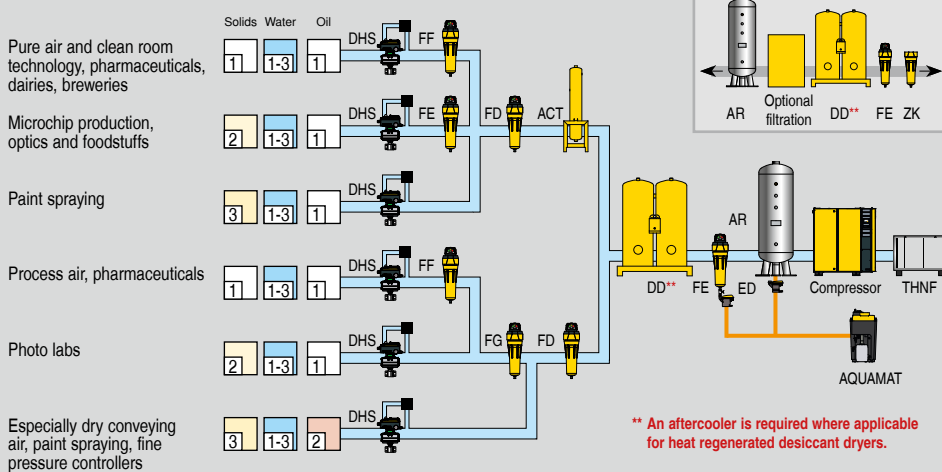 Solids Water Oil
Pure air and clean room
technology, pharmaceuticals,
dairies, breweries
1 1-3 1
DHS FF
Microchip production,
optics and foodstuffs
2 1-3 1
DHS FE FD ACT
Paint spraying
3 1-3 1
DHS
Process air, pharmaceuticals
1 1-3 1
DHS FF
Photo labs
2 1-3 1
DHS FG FD
Especially dry conveying
air, paint spraying, fine
pressure controllers
3 1-3 2
DHS
AR Optional
filtration DD** FE ZK
AR
DD** FE ED Compressor THNF
AQUAMAT
** An aftercooler is required where applicable
for heat regenerated desiccant dryers.